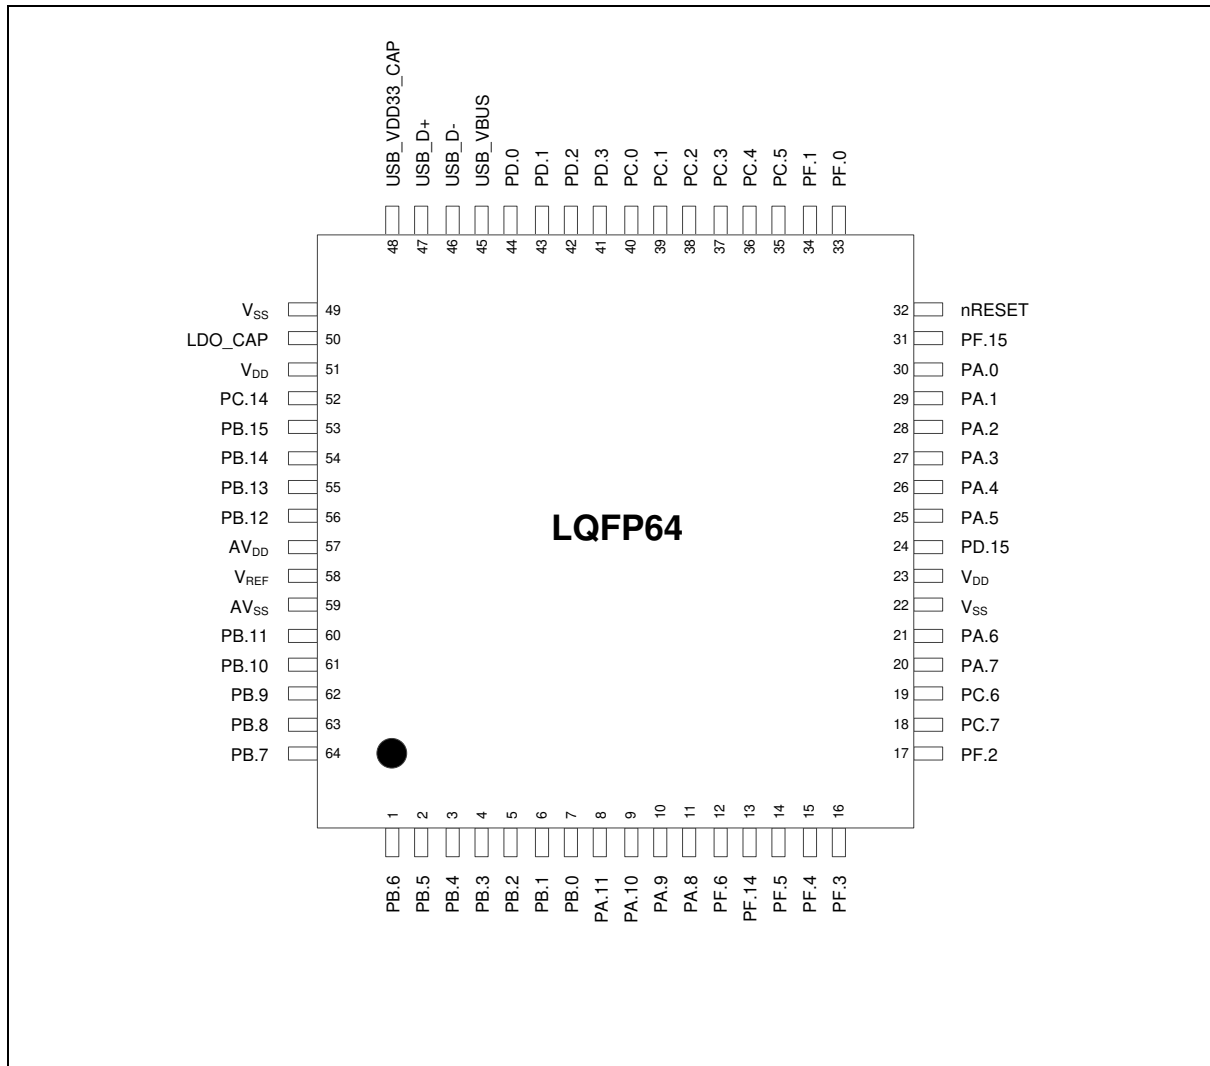 USB_VDD33_CAP
USB_D+
USB_D-
USB_VBUS
PD.0
PD.1
PD.2
PD.3
PC.0
PC.1
PC.2
PC.3
PC.4
PC.5
PF.1
PF.0
48
47
46
45
44
43
42
41
40
39
38
37
36
35
34
33
VSS 49
LDO_CAP 50
VDD 51
PC.14 52
PB.15 53
PB.14 54
PB.13 55
PB.12 56
AVDD 57
VREF 58
AVSS 59
PB.11 60
PB.10 61
PB.9 62
PB.8 63
PB.7 64
LQFP64
32 nRESET
31 PF.15
30 PA.0
29 PA.1
28 PA.2
27 PA.3
26 PA.4
25 PA.5
24 PD.15
23 VDD
22 VSS
21 PA.6
20 PA.7
19 PC.6
18 PC.7
17 PF.2
1
2
3
4
5
6
7
8
9
10
11
12
13
14
15
16
PB.6
PB.5
PB.4
PB.3
PB.2
PB.1
PB.0
PA.11
PA.10
PA.9
PA.8
PF.6
PF.14
PF.5
PF.4
PF.3